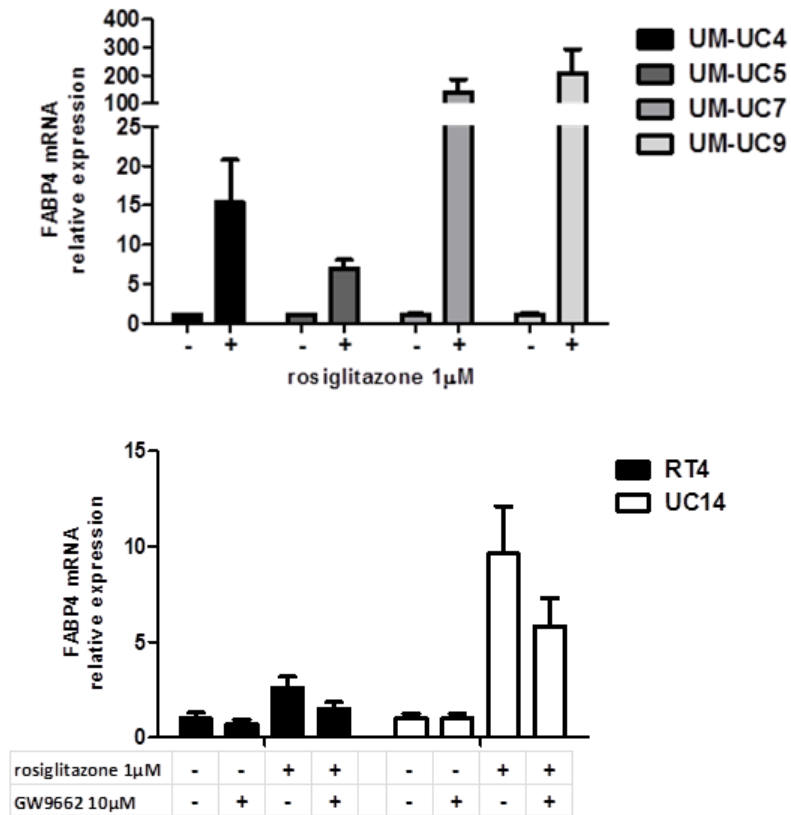 400
300
200
100
25
20
15
10
5
0
FABP4 mRNA
relative expression
UM-UC4
UM-UC5
UM-UC7
UM-UC9
- + - + - + - +
rosiglitazone 1μM
15
10
5
0
FABP4 mRNA
relative expression
RT4
UC14
rosiglitazone 1μM - - + + - - + +
GW9662 10μM - + - + - + - +